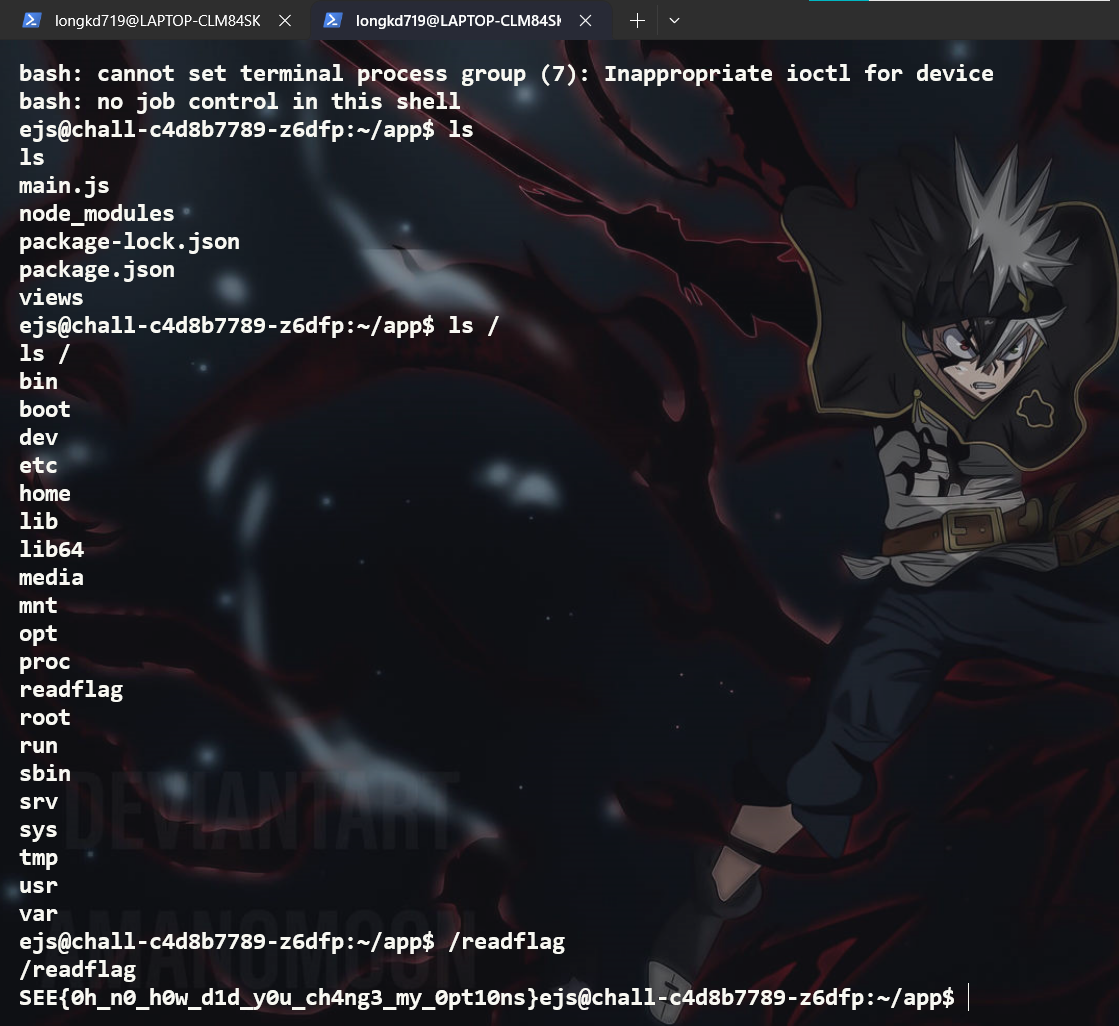 longkd719@LAPTOP-CLM84SK
longkd719@LAPTOP-CLM84SK
bash: cannot set terminal process group (7): Inappropriate ioctl for device
bash: no job control in this shell
ejs@chall-c4d8b7789-z6dfp:~/app$ ls
ls
main.js
node_modules
package-lock.json
package.json
views
ejs@chall-c4d8b7789-z6dfp:~/app$ ls /
ls /
bin
boot
dev
etc
home
lib
lib64
media
mnt
opt
proc
readflag
root
run
sbin
srv
sys
tmp
usr
var
ejs@chall-c4d8b7789-z6dfp:~/app$ /readflag
/readflag
SEE{0h_n0_h0w_d1d_y0u_ch4ng3_my_0pt10ns}ejs@chall-c4d8b7789-z6dfp:~/app$
DEVIANTART
AMANOMOON